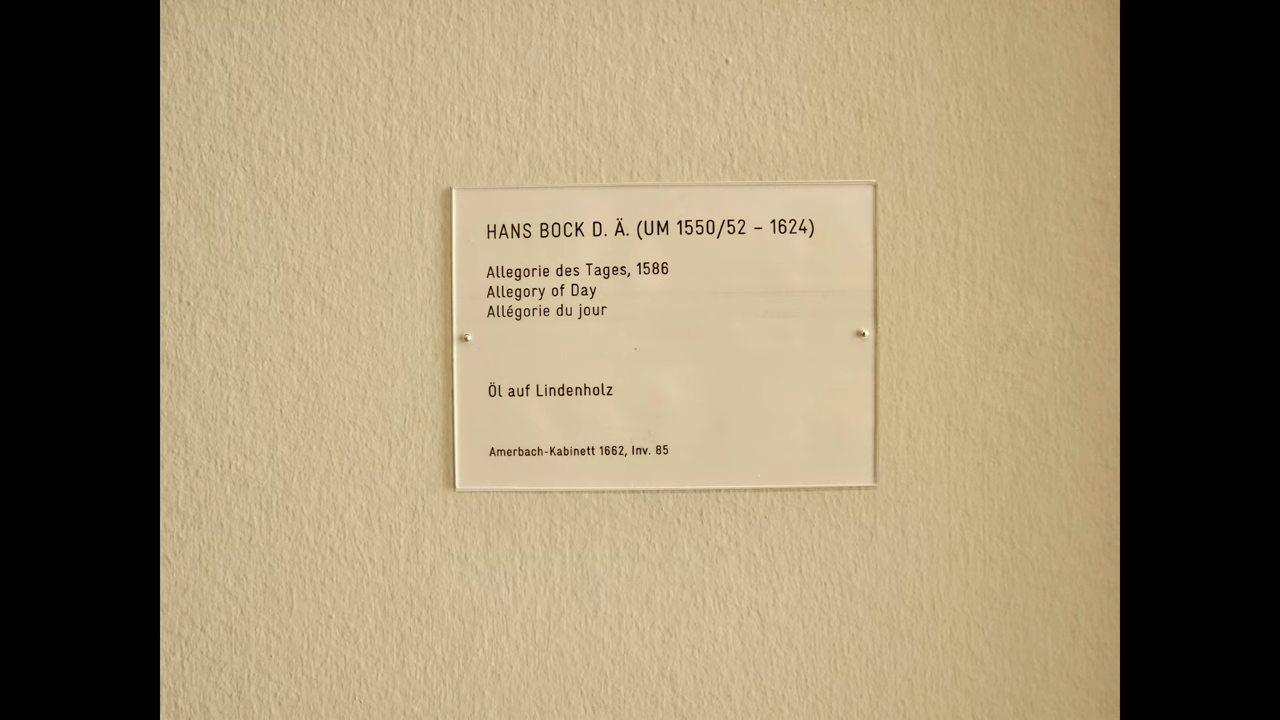 HANS BOCK D. Ä. (UM 1550/52 – 1624)
Allegorie des Tages, 1586
Allegory of Day
Allégorie du jour
Öl auf Lindenholz
Amerbach-Kabinett 1662, Inv. 85